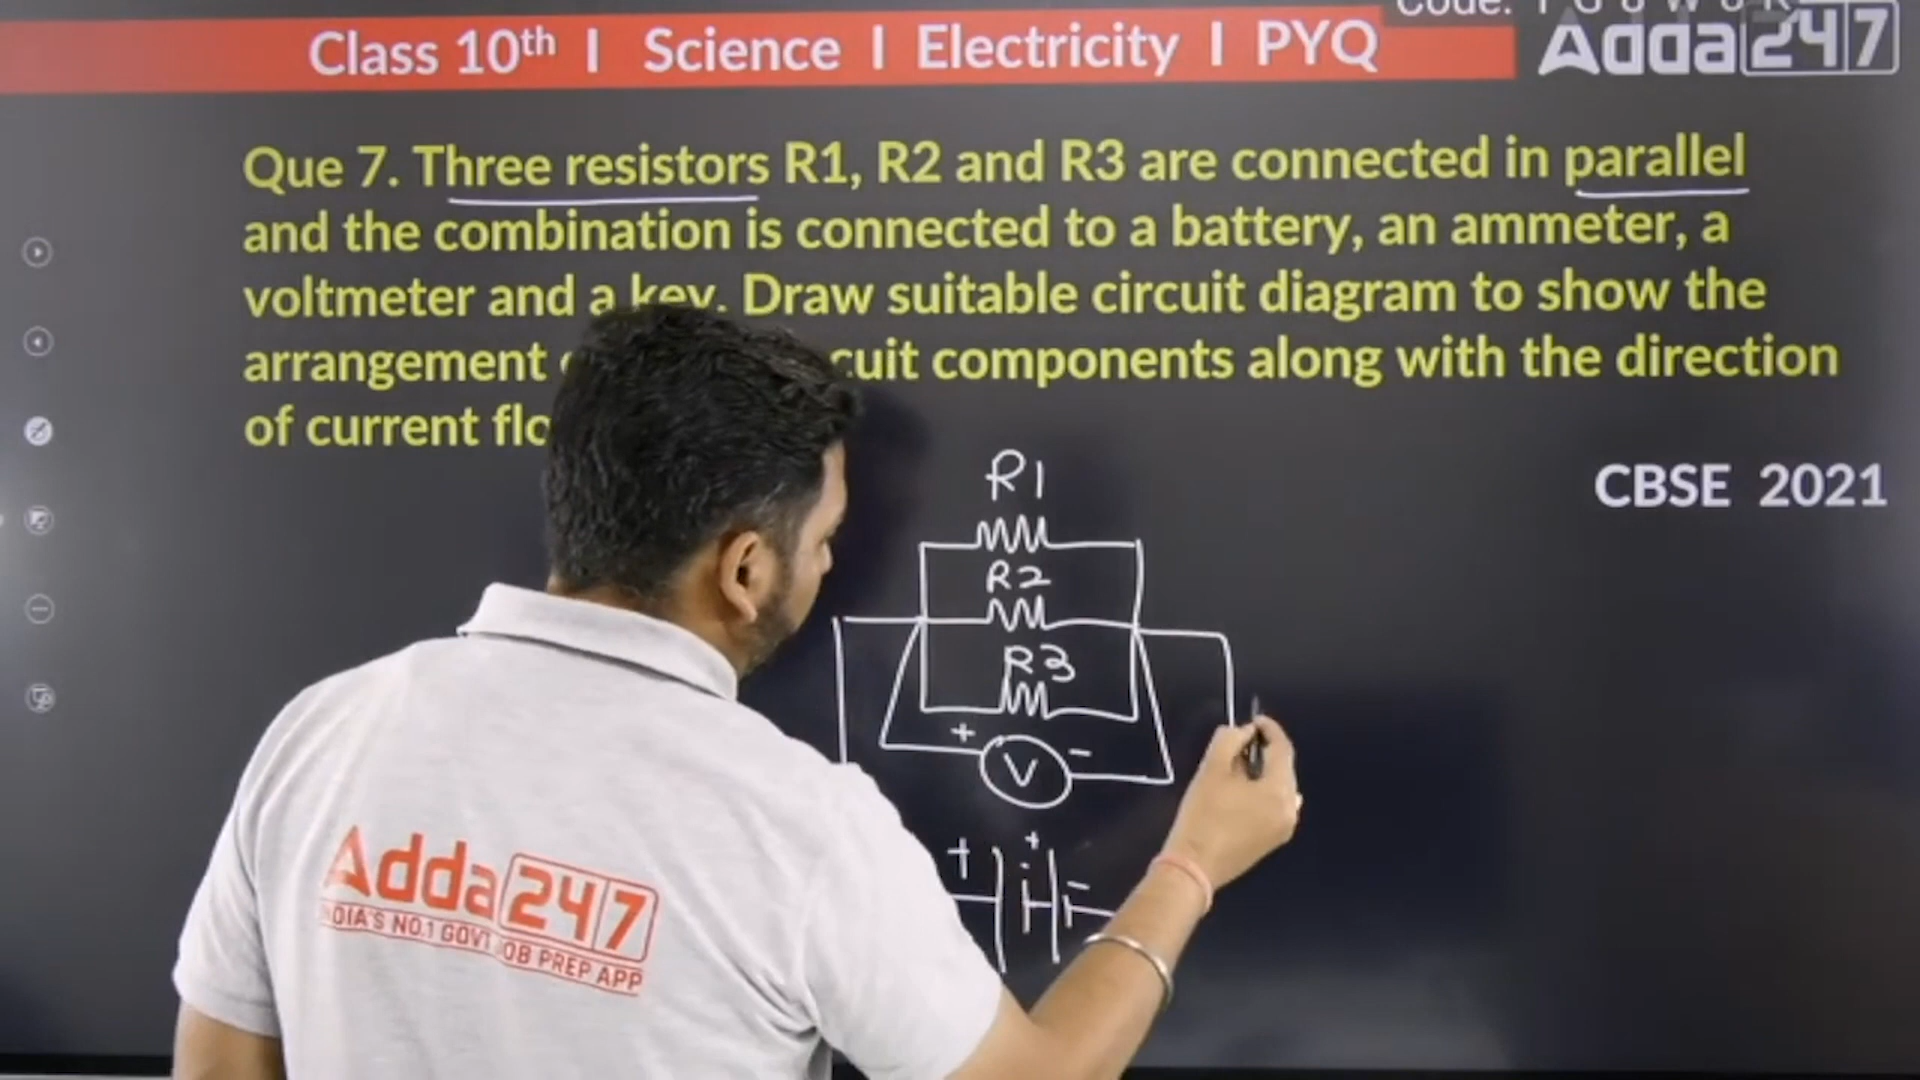 Class 10th | Science | Electricity | PYQ
Adda247
Que 7. Three resistors R1, R2 and R3 are connected in parallel
and the combination is connected to a battery, an ammeter, a
voltmeter and a key. Draw suitable circuit diagram to show the
arrangement cuit components along with the direction
of current flo
CBSE 2021
R1
R2
R3
+ -
V
+ + -
Adda247
INDIA'S NO.1 GOVT JOB PREP APP